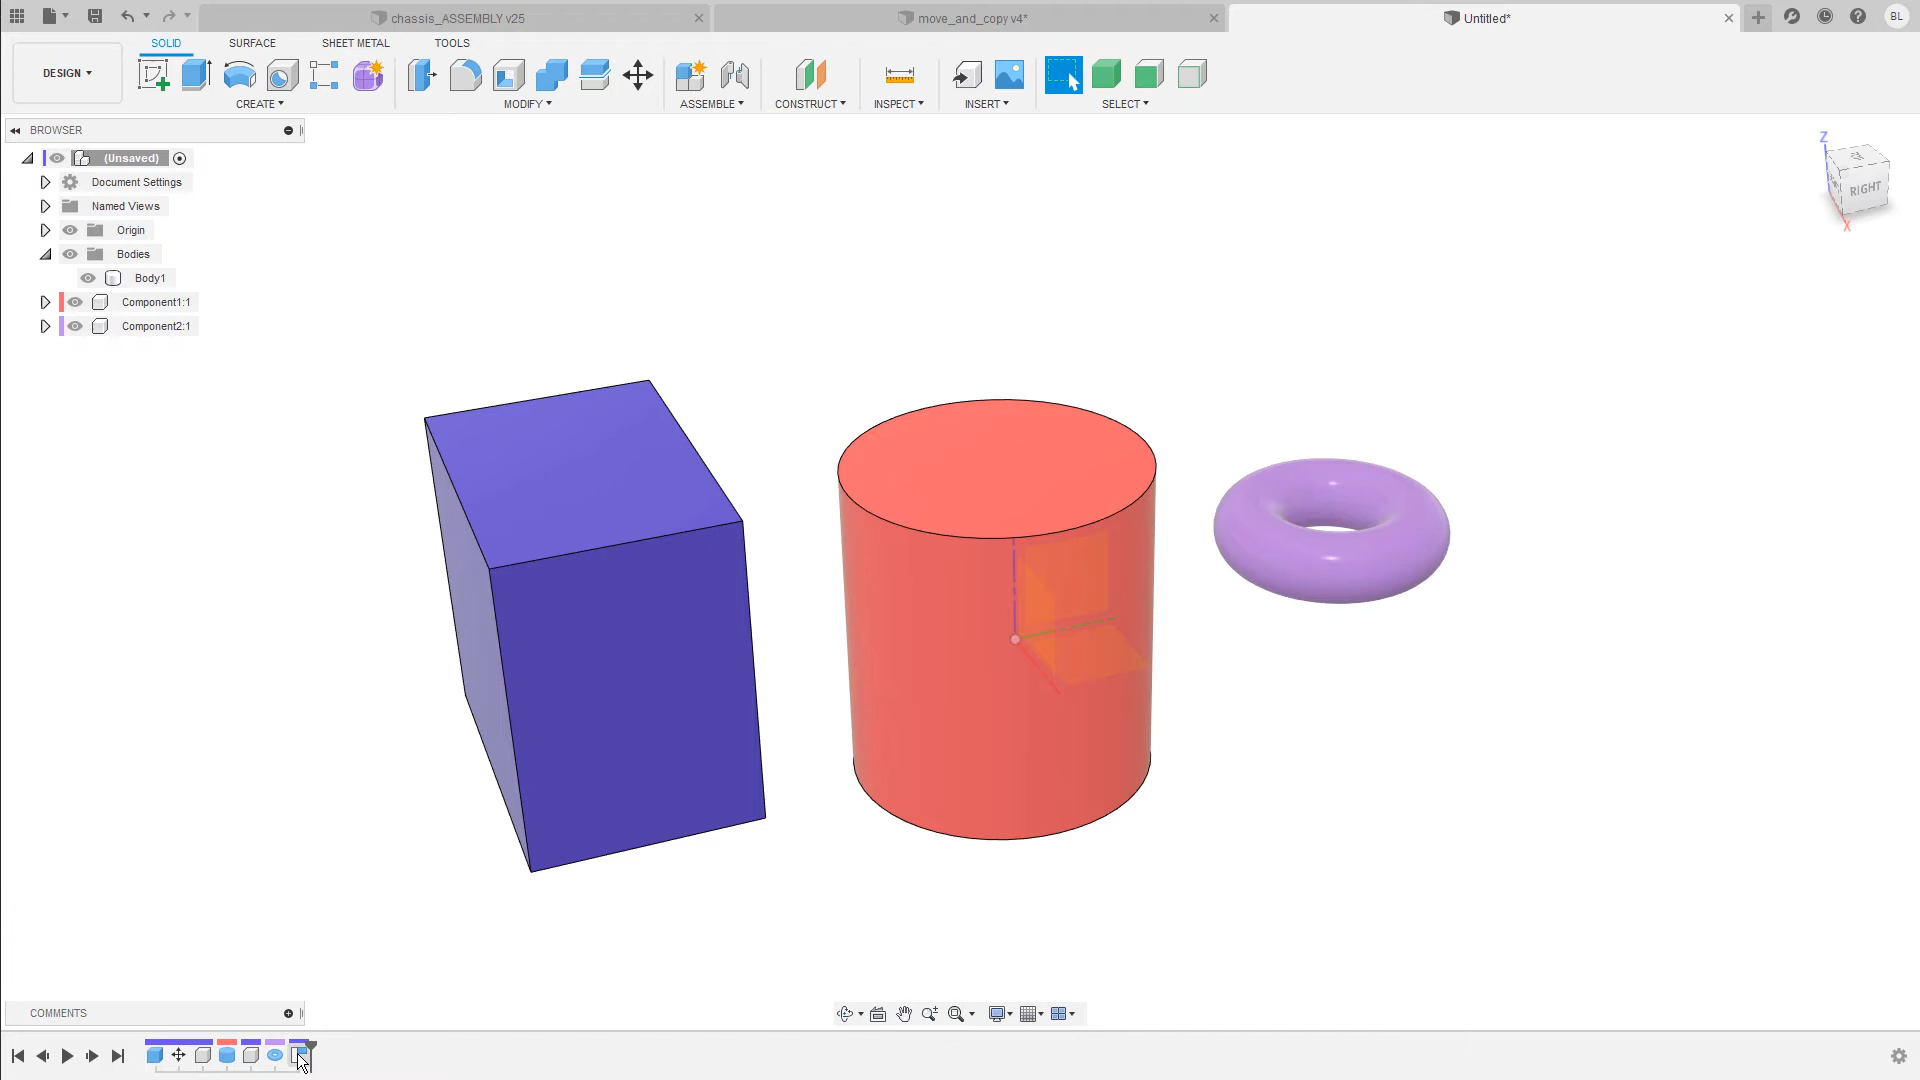 chassis_ASSEMBLY v25
move_and_copy v4*
Untitled*
BL
DESIGN
SOLID
SURFACE
SHEET METAL
TOOLS
CREATE
MODIFY
ASSEMBLE
CONSTRUCT
INSPECT
INSERT
SELECT
BROWSER
(Unsaved)
Document Settings
Named Views
Origin
Bodies
Body1
Component1:1
Component2:1
Z
RIGHT
X
COMMENTS